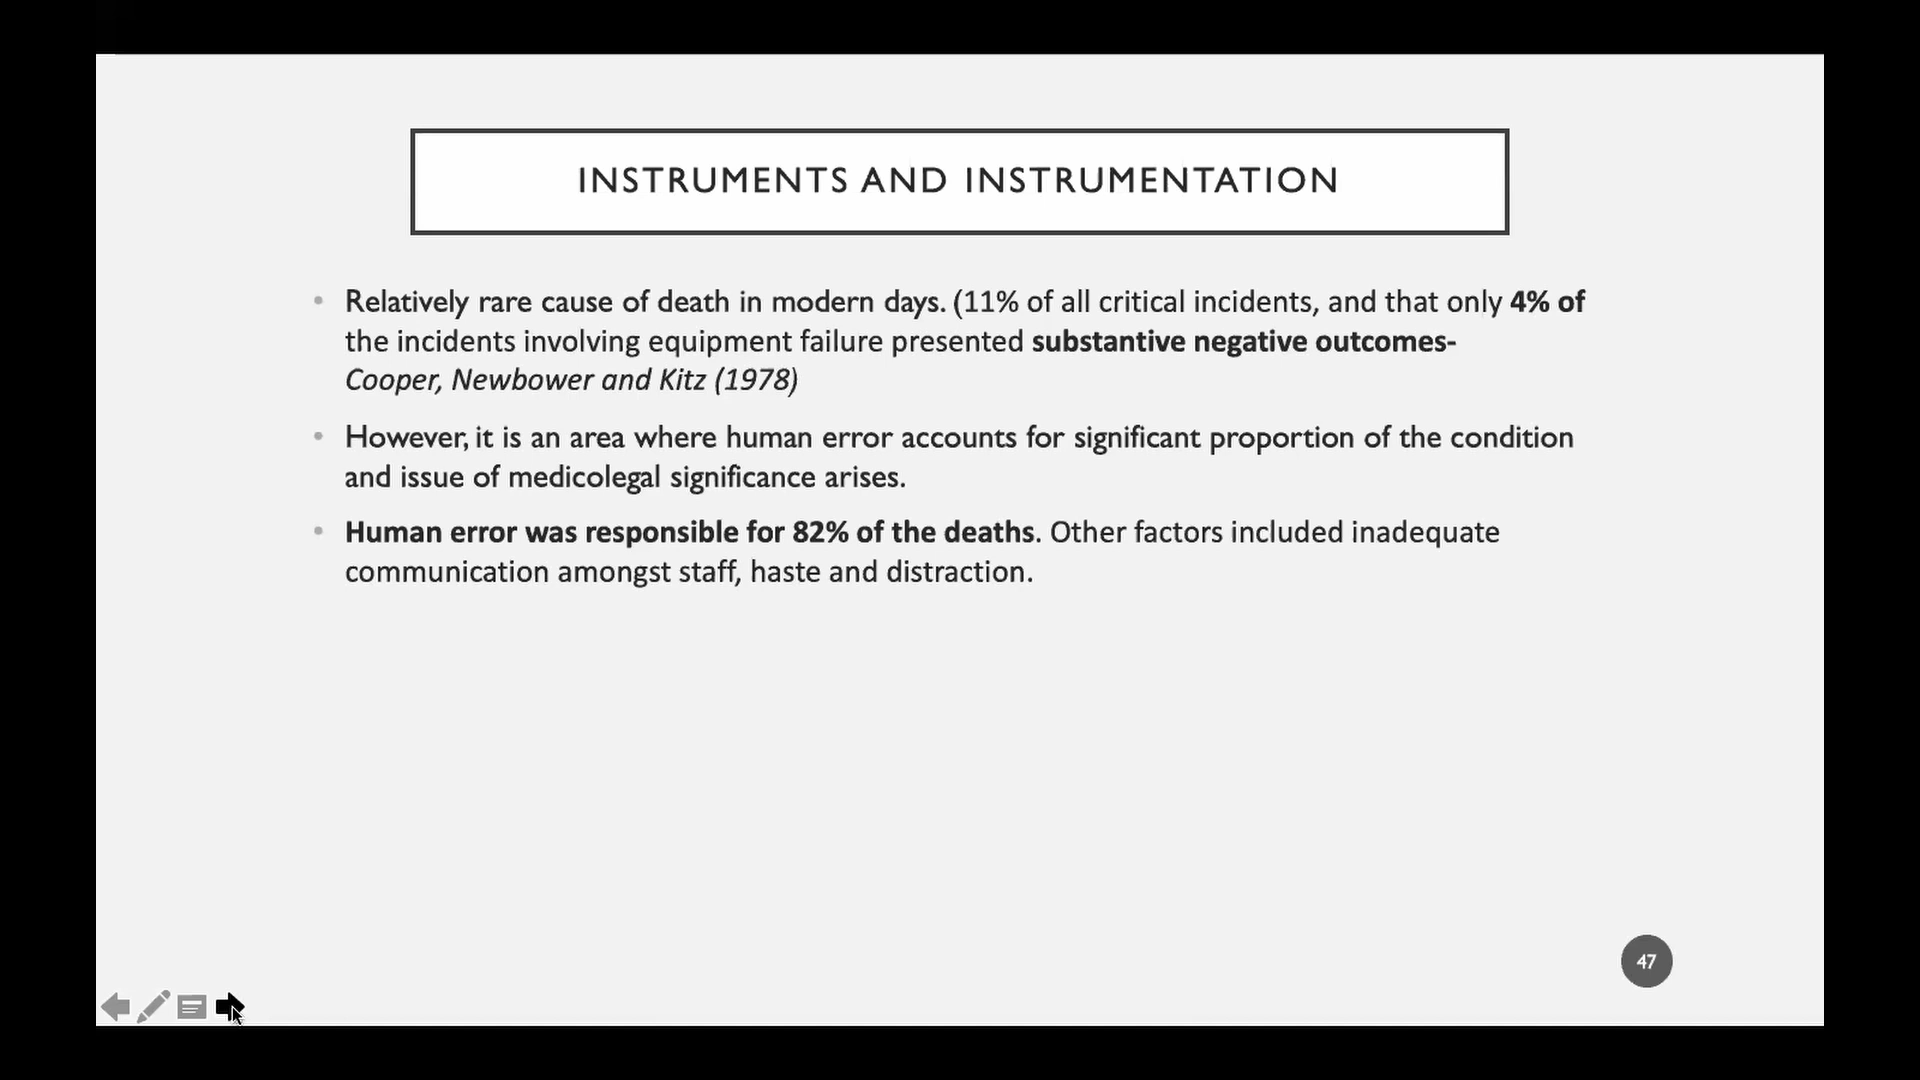 INSTRUMENTS AND INSTRUMENTATION
• Relatively rare cause of death in modern days. (11% of all critical incidents, and that only 4% of
the incidents involving equipment failure presented substantive negative outcomes-
Cooper, Newbower and Kitz (1978)
• However, it is an area where human error accounts for significant proportion of the condition
and issue of medicolegal significance arises.
• Human error was responsible for 82% of the deaths. Other factors included inadequate
communication amongst staff, haste and distraction.
47